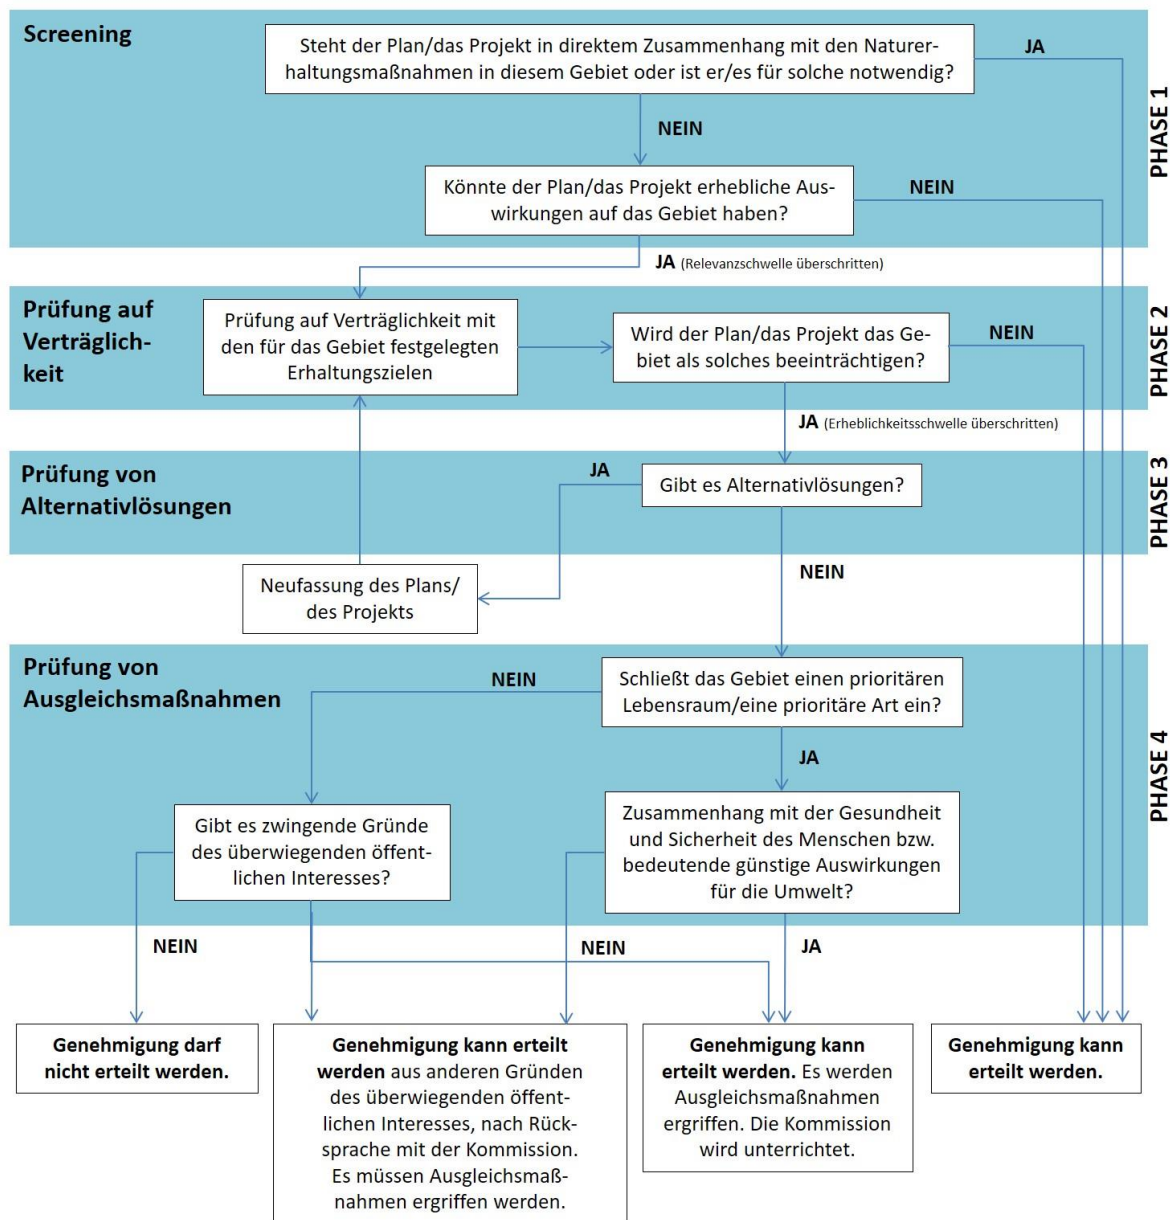 Screening
Steht der Plan/das Projekt in direktem Zusammenhang mit den Naturer-
haltungsmaßnahmen in diesem Gebiet oder ist er/es für solche notwendig?
JA
NEIN
PHASE 1
Könnte der Plan/das Projekt erhebliche Aus-
wirkungen auf das Gebiet haben?
NEIN
JA (Relevanzschwelle überschritten)
Prüfung auf
Verträglich-
keit
Prüfung auf Verträglichkeit mit
den für das Gebiet festgelegten
Erhaltungszielen
Wird der Plan/das Projekt das Ge-
biet als solches beeinträchtigen?
NEIN
PHASE 2
JA (Erheblichkeitsschwelle überschritten)
Prüfung von
Alternativlösungen
JA
Gibt es Alternativlösungen?
PHASE 3
NEIN
Neufassung des Plans/
des Projekts
Prüfung von
Ausgleichsmaßnahmen
NEIN
Schließt das Gebiet einen prioritären
Lebensraum/eine prioritäre Art ein?
JA
PHASE 4
Gibt es zwingende Gründe
des überwiegenden öffent-
lichen Interesses?
Zusammenhang mit der Gesundheit
und Sicherheit des Menschen bzw.
bedeutende günstige Auswirkungen
für die Umwelt?
NEIN
NEIN
JA
Genehmigung darf
nicht erteilt werden.
Genehmigung kann erteilt
werden aus anderen Gründen
des überwiegenden öffent-
lichen Interesses, nach Rück-
sprache mit der Kommission.
Es müssen Ausgleichsmaß-
nahmen ergriffen werden.
Genehmigung kann
erteilt werden. Es werden
Ausgleichsmaßnahmen
ergriffen. Die Kommission
wird unterrichtet.
Genehmigung kann
erteilt werden.